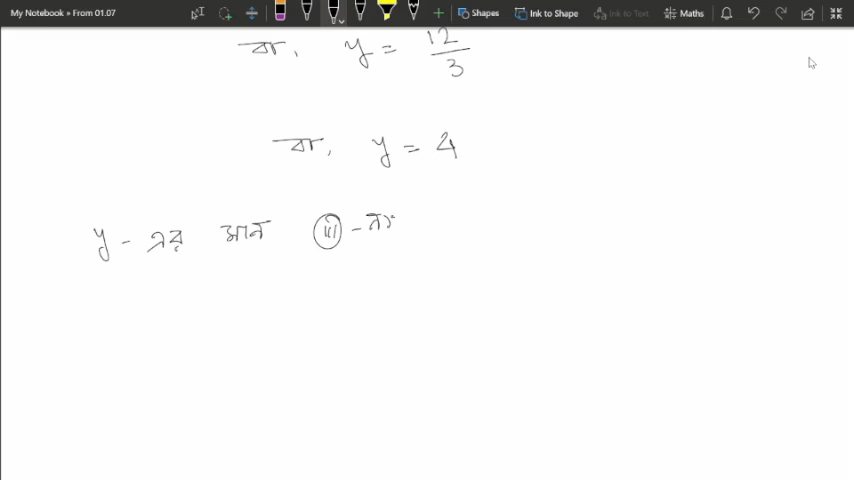 My Notebook » From 01.07 Shapes Ink to Shape Ink to Text Maths
বা, y = 12/3
বা, y = 4
y - এর মান (iii) - নং